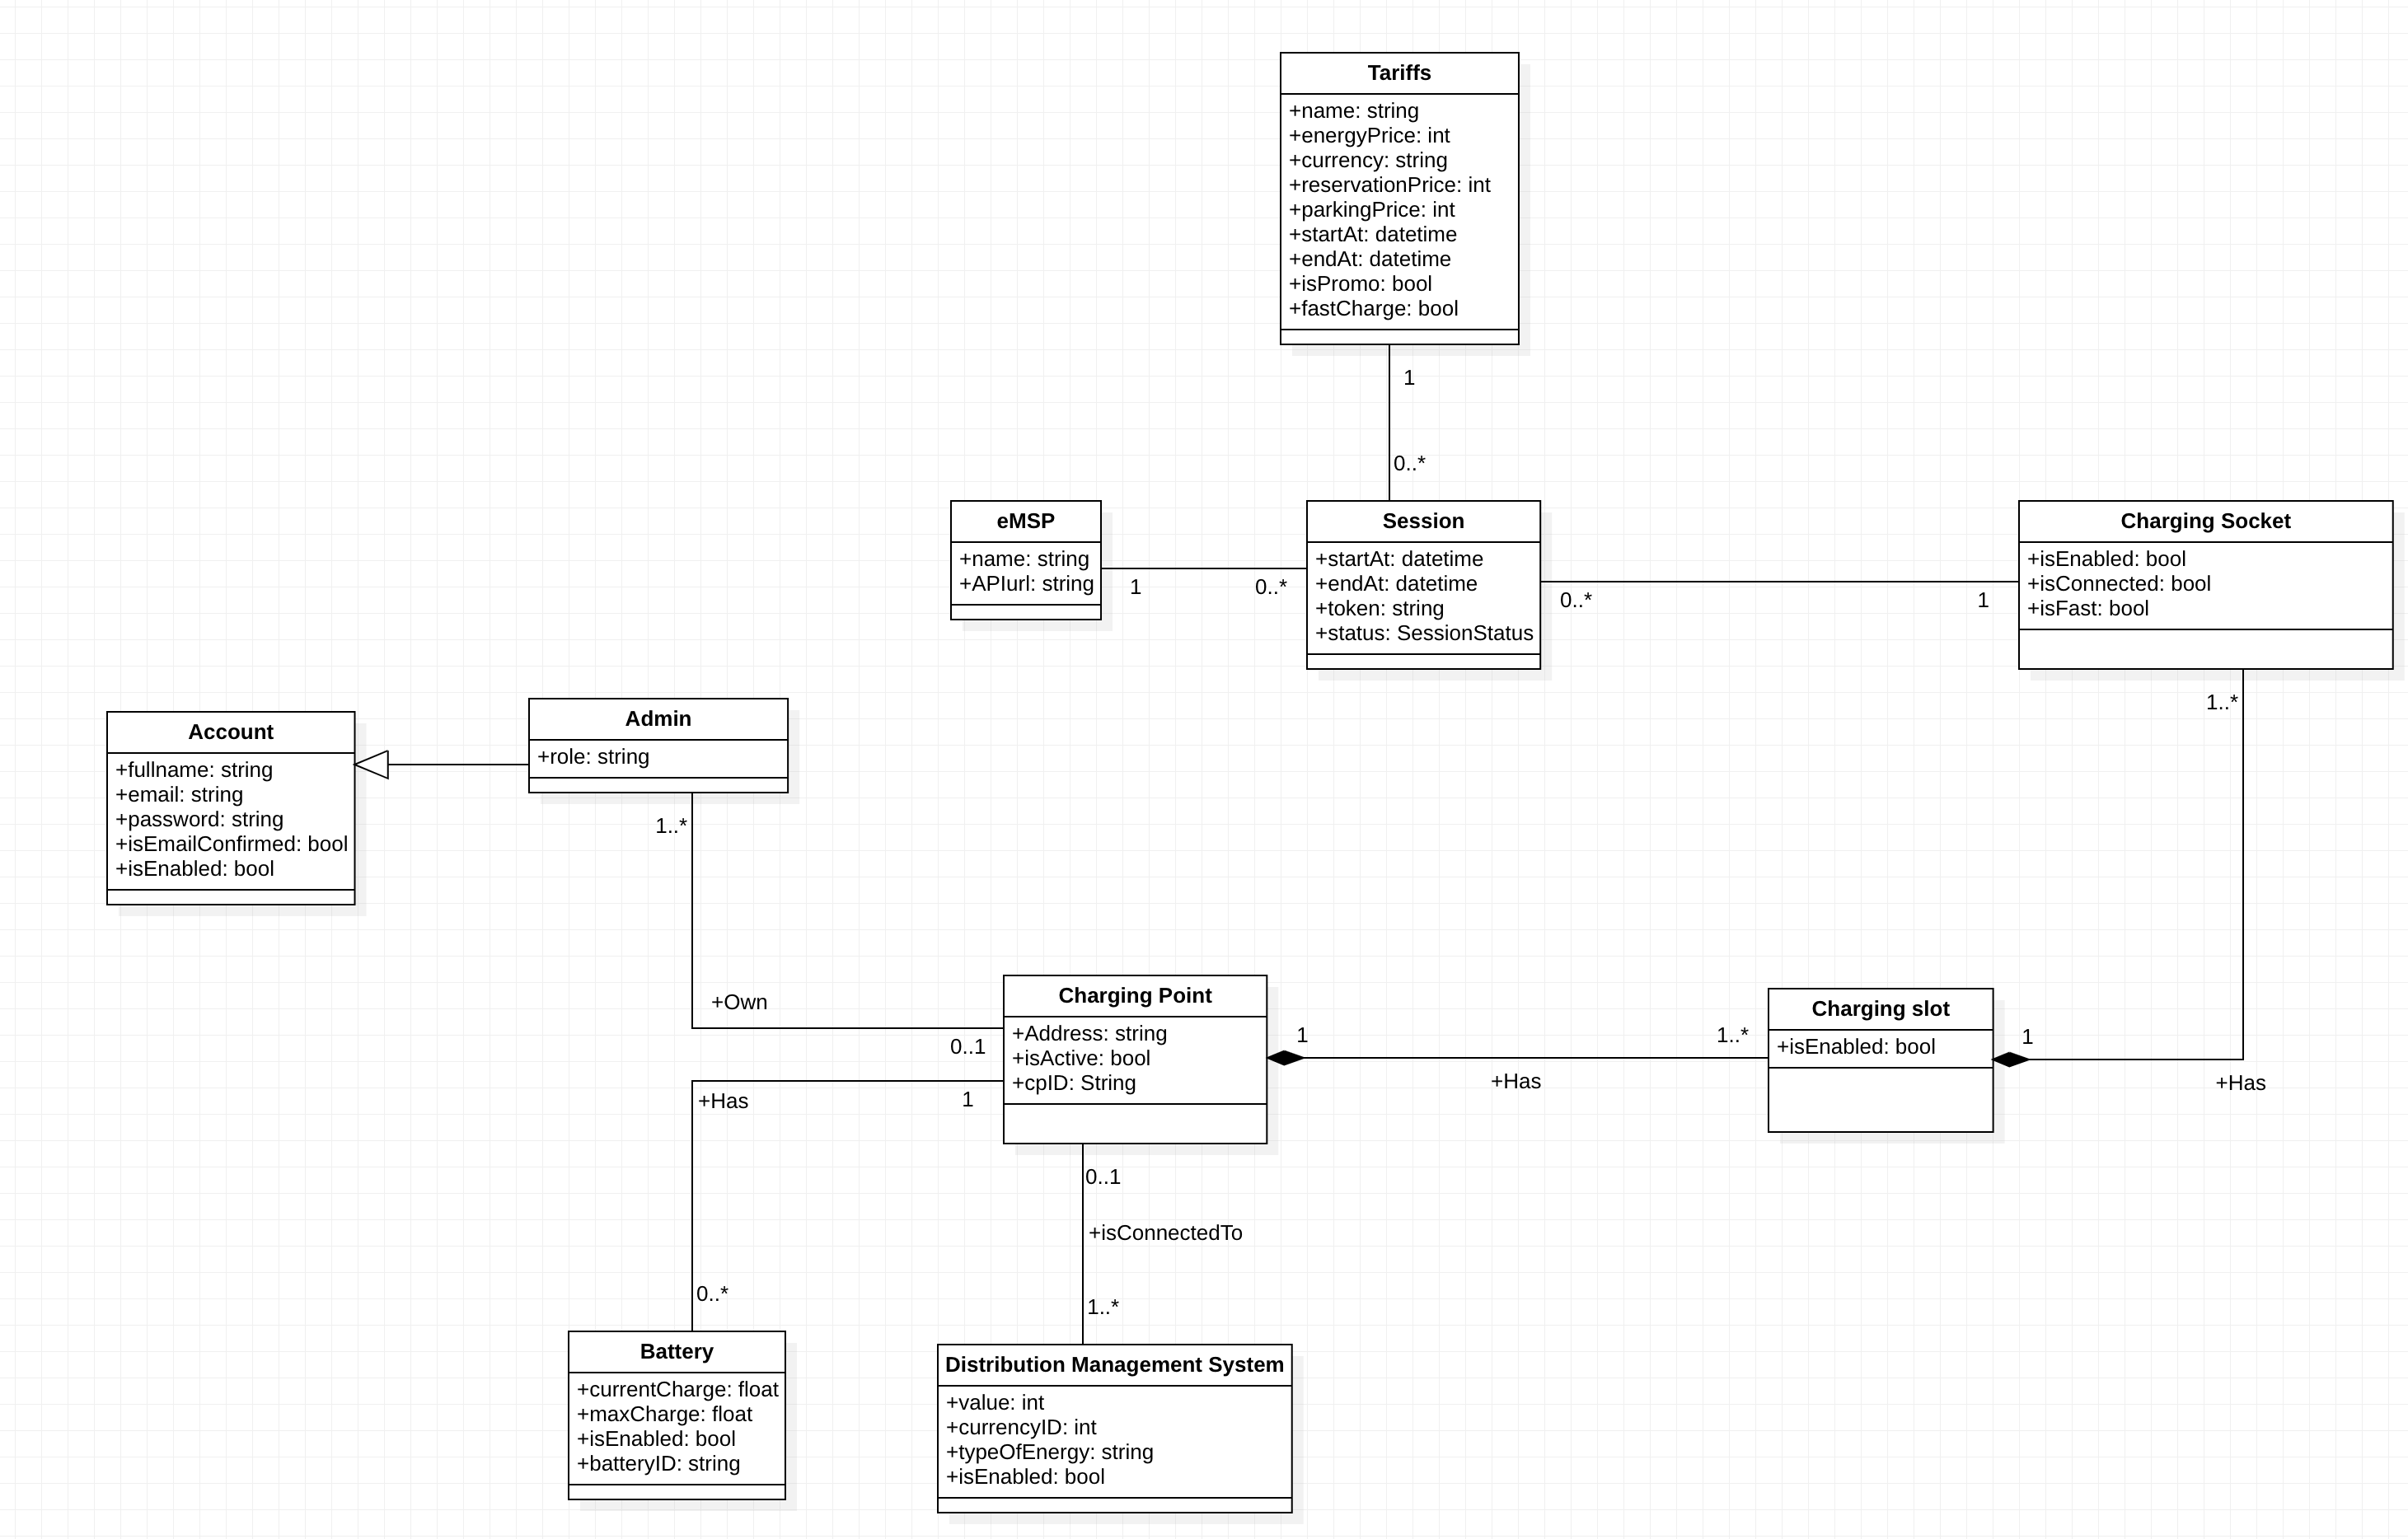 Tariffs
+name: string
+energyPrice: int
+currency: string
+reservationPrice: int
+parkingPrice: int
+startAt: datetime
+endAt: datetime
+isPromo: bool
+fastCharge: bool
1
0..*
eMSP
+name: string
+APIurl: string
1
0..*
Session
+startAt: datetime
+endAt: datetime
+token: string
+status: SessionStatus
0..*
1
Charging Socket
+isEnabled: bool
+isConnected: bool
+isFast: bool
1..*
Account
+fullname: string
+email: string
+password: string
+isEmailConfirmed: bool
+isEnabled: bool
Admin
+role: string
1..*
+Own
0..1
Charging Point
+Address: string
+isActive: bool
+cpID: String
1
1..*
+Has
Charging slot
+isEnabled: bool
1
+Has
+Has
1
0..*
0..1
+isConnectedTo
1..*
Battery
+currentCharge: float
+maxCharge: float
+isEnabled: bool
+batteryID: string
Distribution Management System
+value: int
+currencyID: int
+typeOfEnergy: string
+isEnabled: bool